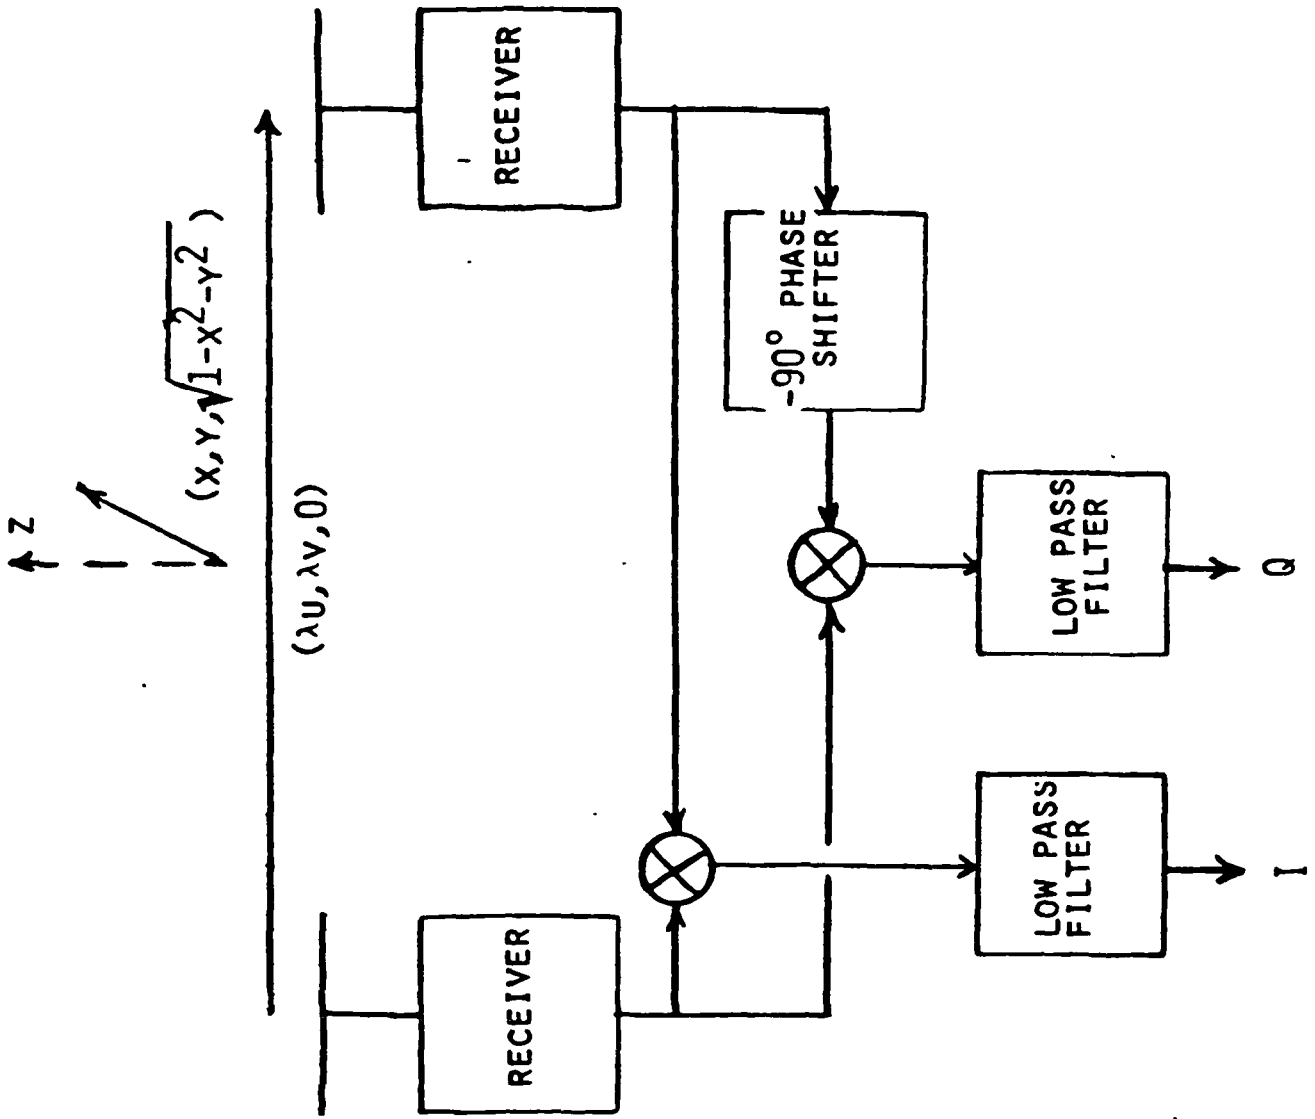 Z
(X,Y,√1-X²-Y²)
(λU,λV,0)
RECEIVER
RECEIVER
-90° PHASE
SHIFTER
LOW PASS
FILTER
LOW PASS
FILTER
I
Q